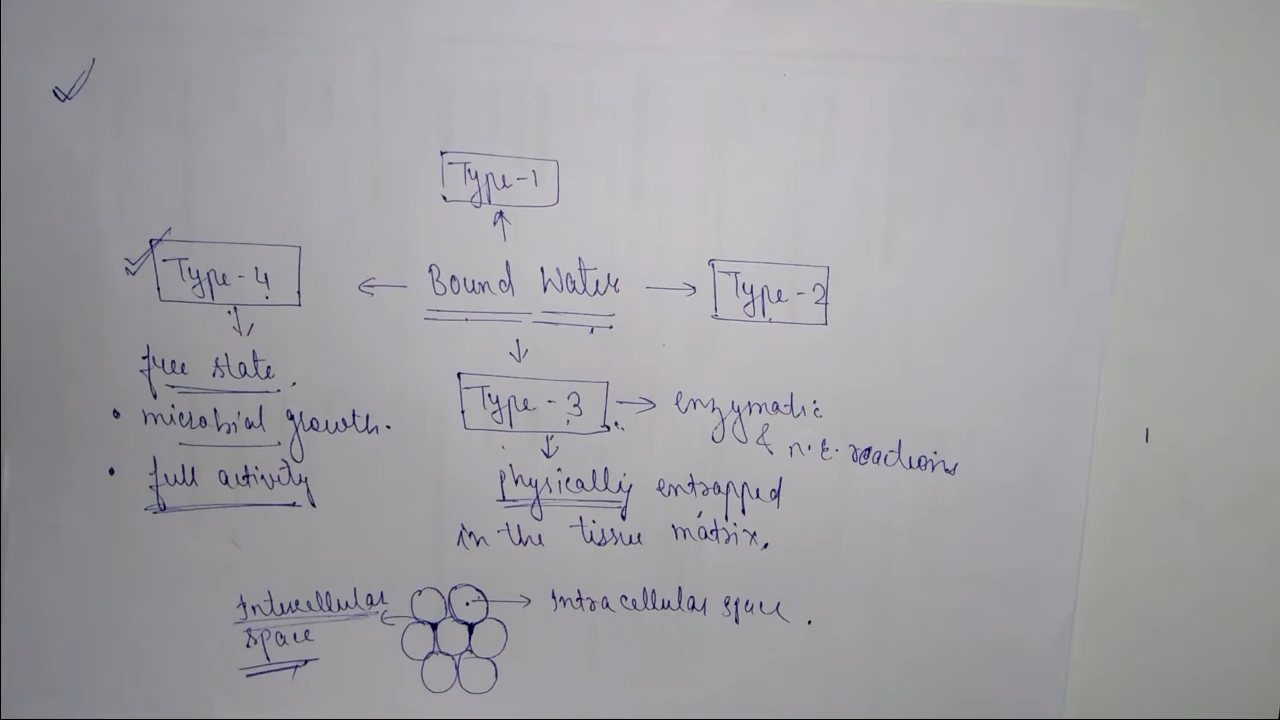 Type-1
Type-4
Bound Water
Type-2
free state.
Type-3
enzymatic
& n.E. reactions
• microbial growth.
• full activity
physically entrapped
in the tissue matrix.
Intercellular
space
Intracellular space.